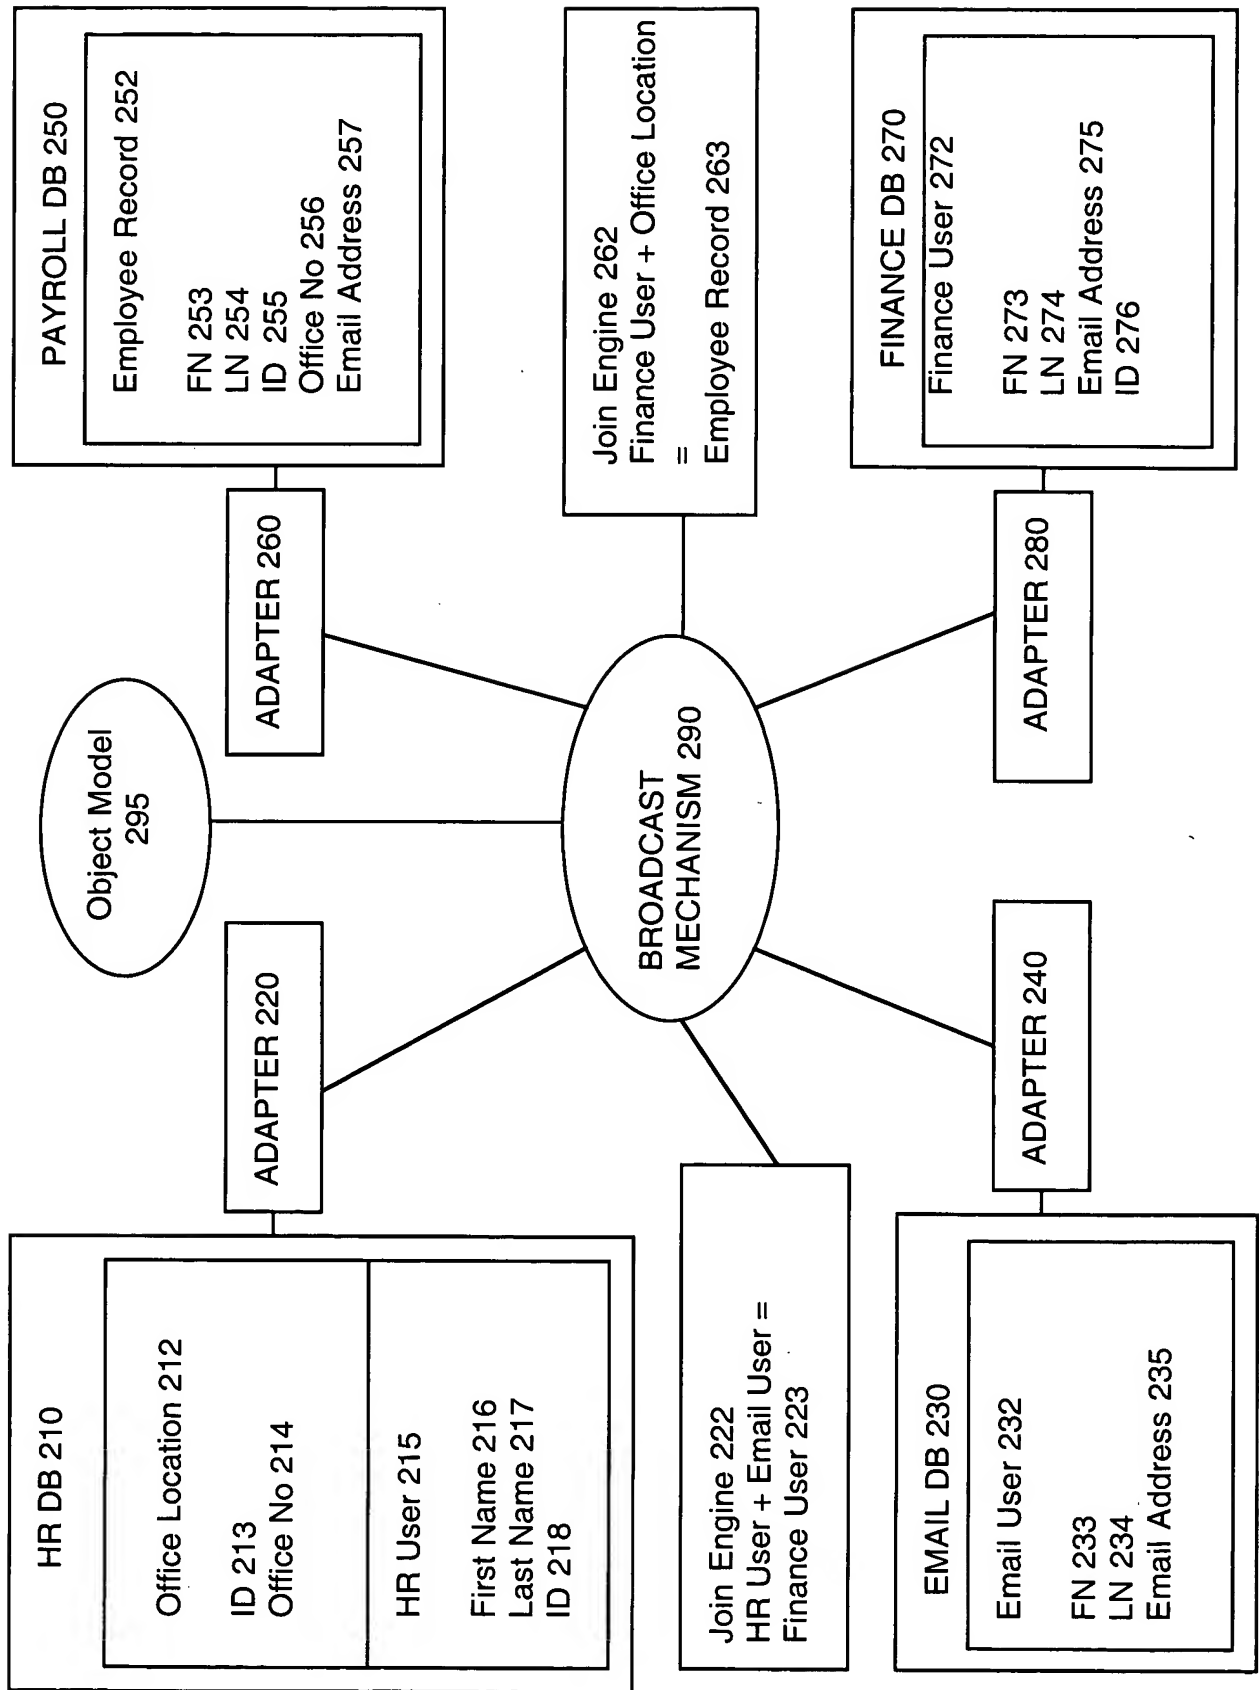 HR DB 210
Office Location 212
ID 213
Office No 214
HR User 215
First Name 216
Last Name 217
ID 218
ADAPTER 220
Object Model
295
ADAPTER 260
PAYROLL DB 250
Employee Record 252
FN 253
LN 254
ID 255
Office No 256
Email Address 257
Join Engine 222
HR User + Email User =
Finance User 223
BROADCAST
MECHANISM 290
Join Engine 262
Finance User + Office Location
=
Employee Record 263
EMAIL DB 230
Email User 232
FN 233
LN 234
Email Address 235
ADAPTER 240
ADAPTER 280
FINANCE DB 270
Finance User 272
FN 273
LN 274
Email Address 275
ID 276